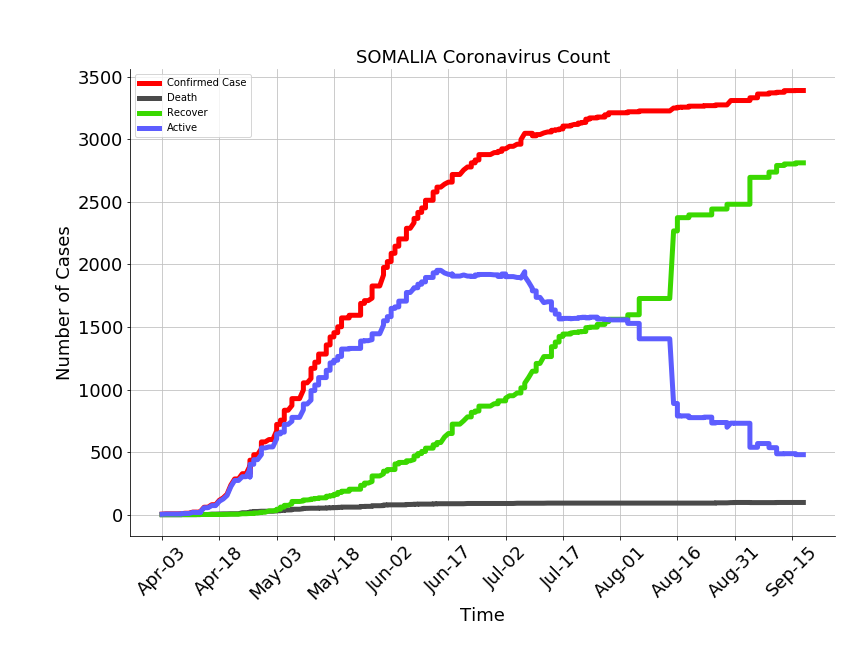 SOMALIA Coronavirus Count
Confirmed Case
Death
Recover
Active
3500
3000
2500
2000
1500
1000
500
0
Number of Cases
Apr-03
Apr-18
May-03
May-18
Jun-02
Jun-17
Jul-02
Jul-17
Aug-01
Aug-16
Aug-31
Sep-15
Time